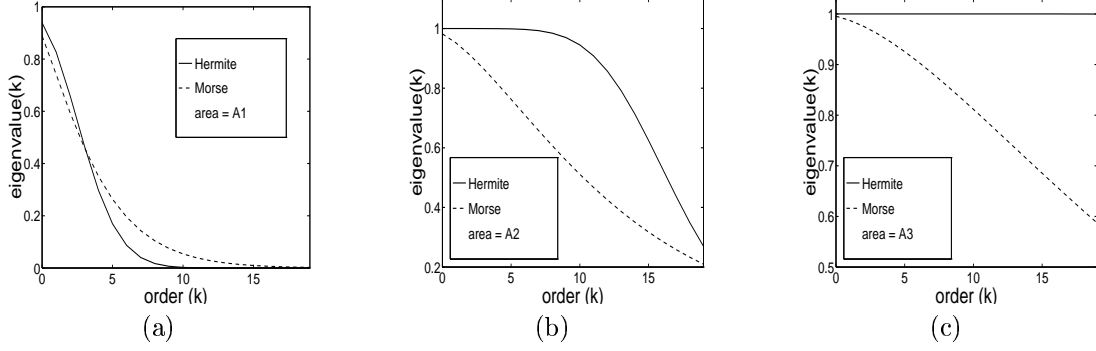 1
0.8
0.6
0.4
0.2
0
0
5
10
15
eigenvalue(k)
order (k)
Hermite
Morse
area = A1
(a)
1
0.8
0.6
0.4
0.2
0
5
10
15
eigenvalue(k)
order (k)
Hermite
Morse
area = A2
(b)
1
0.9
0.8
0.7
0.6
0.5
0
5
10
15
eigenvalue(k)
order (k)
Hermite
Morse
area = A3
(c)